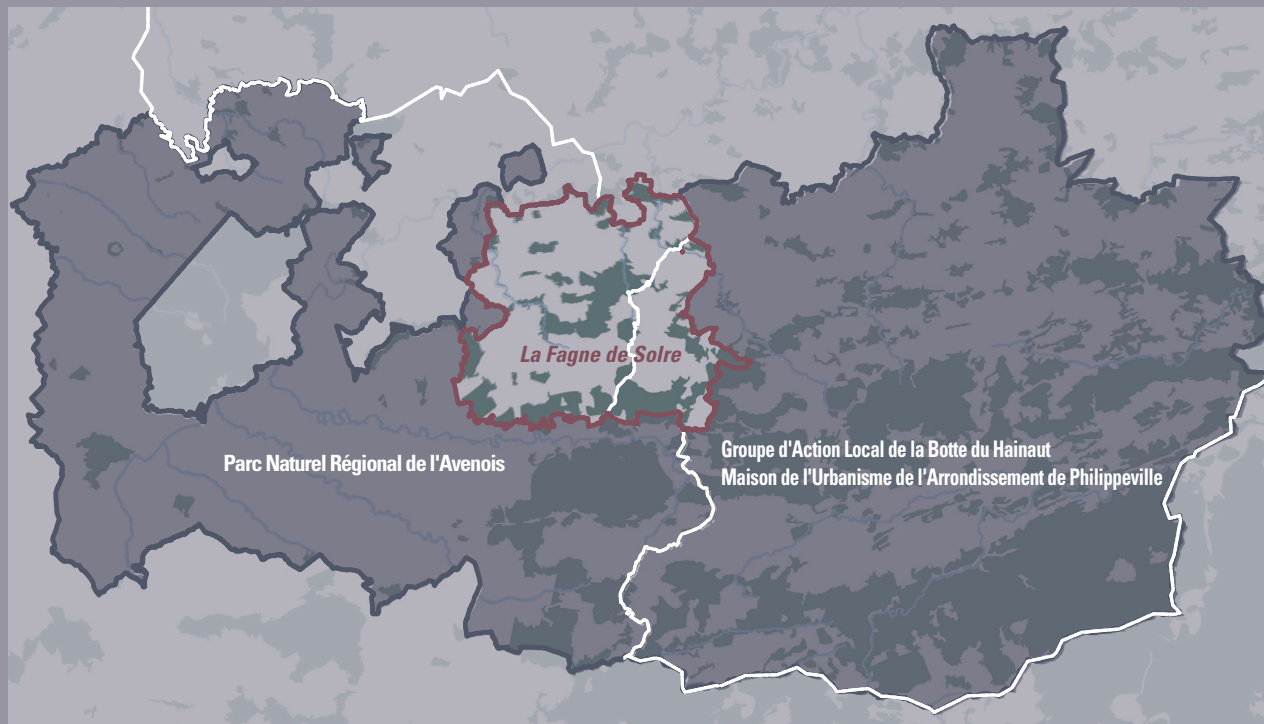 La Fagne de Solre
Parc Naturel Régional de l'Avenois
Groupe d'Action Local de la Botte du Hainaut
Maison de l'Urbanisme de l'Arrondissement de Philippeville